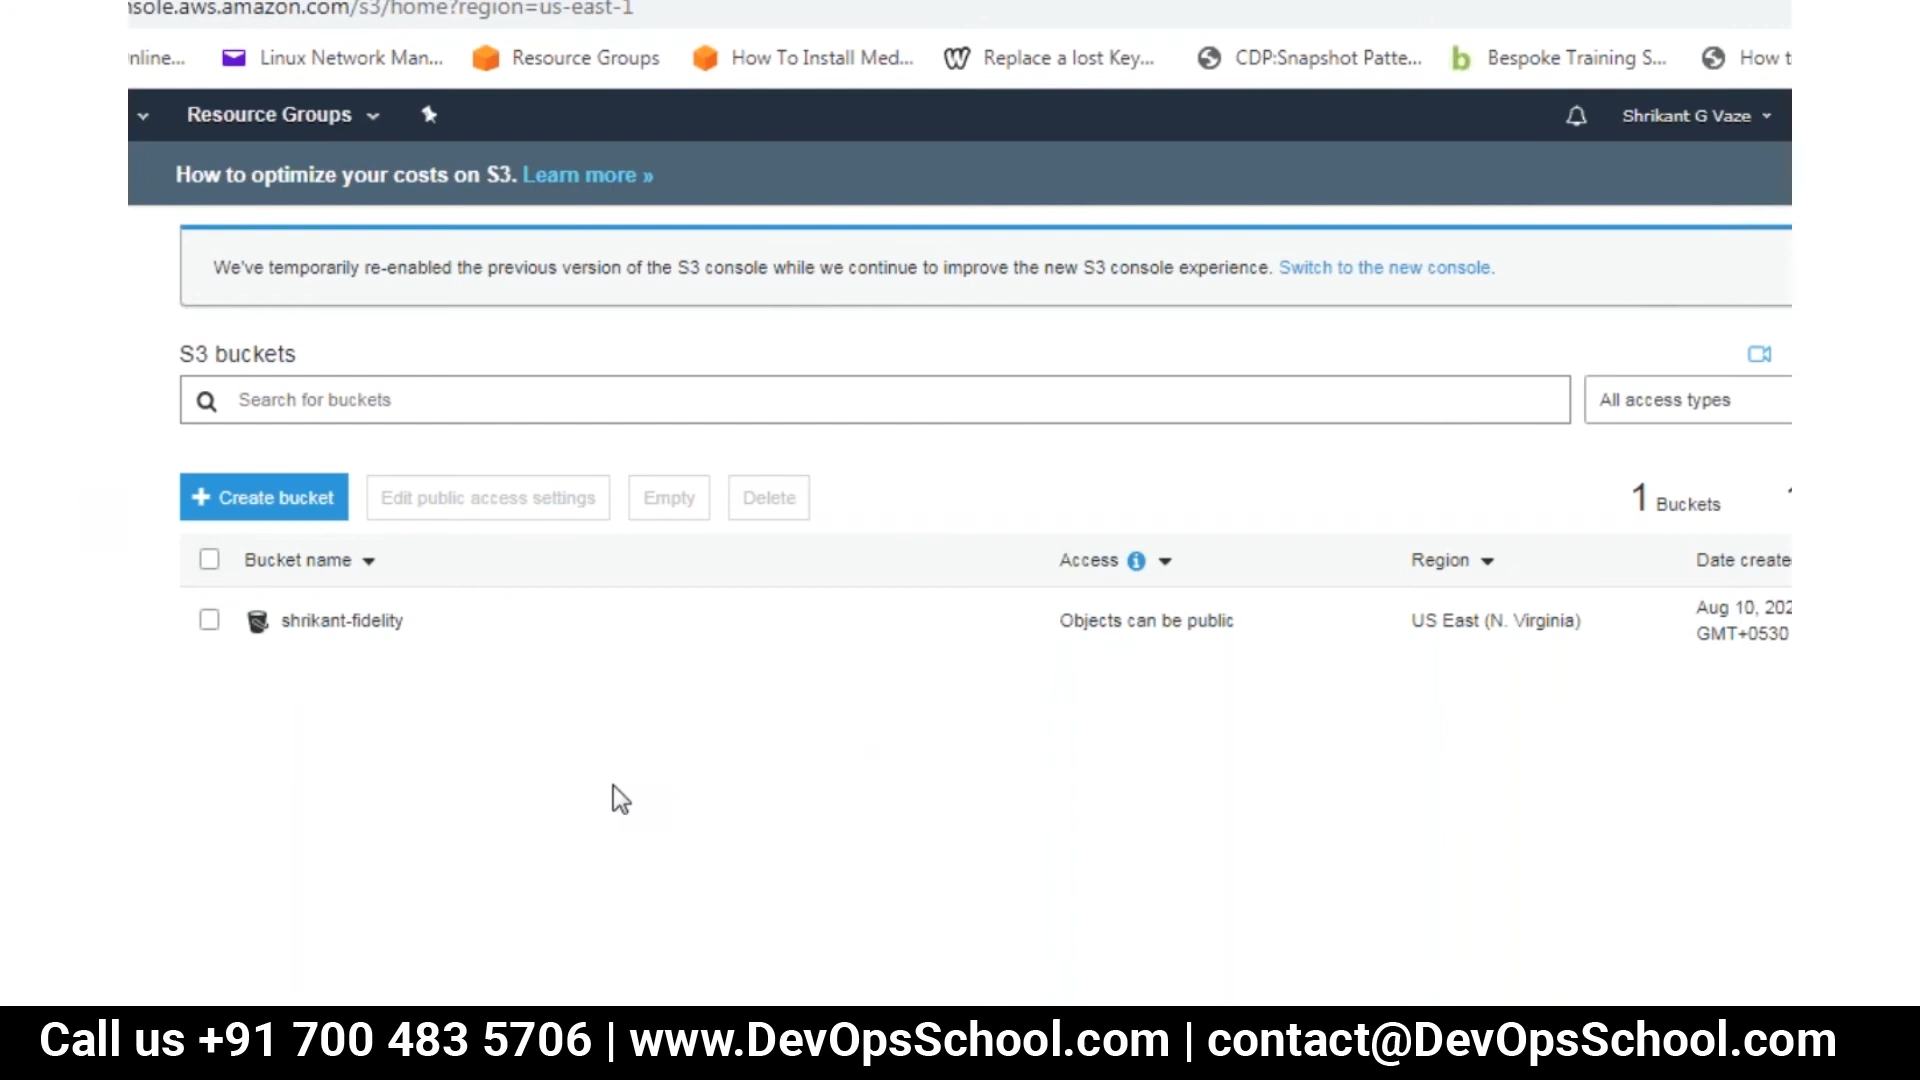 nsole.aws.amazon.com/s3/home?region=us-east-1
nline... Linux Network Man... Resource Groups How To Install Med... Replace a lost Key... CDP:Snapshot Patte... Bespoke Training S... How t
Resource Groups Shrikant G Vaze
How to optimize your costs on S3. Learn more »
We've temporarily re-enabled the previous version of the S3 console while we continue to improve the new S3 console experience. Switch to the new console.
S3 buckets
Search for buckets All access types
+ Create bucket Edit public access settings Empty Delete 1 Buckets
Bucket name Access Region Date create
shrikant-fidelity Objects can be public US East (N. Virginia) Aug 10, 202
GMT+0530
Call us +91 700 483 5706 | www.DevOpsSchool.com | contact@DevOpsSchool.com